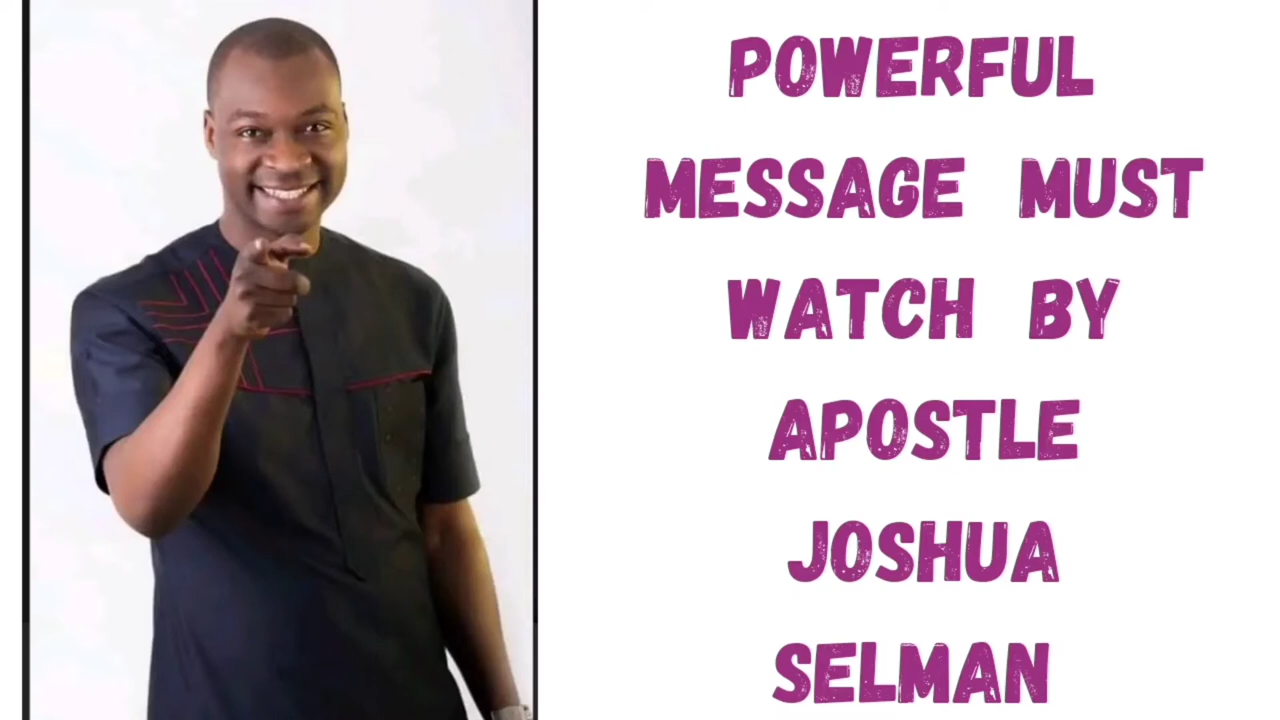 POWERFUL
MESSAGE MUST
WATCH BY
APOSTLE
JOSHUA
SELMAN